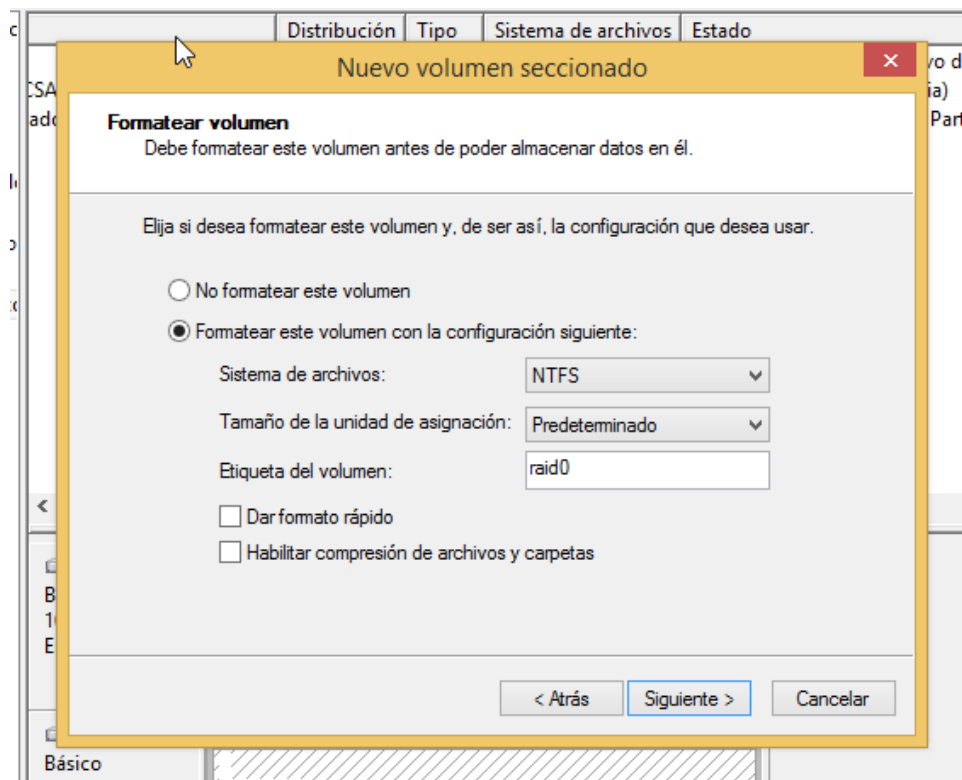 Distribución Tipo Sistema de archivos Estado
Nuevo volumen seccionado
Formatear volumen
Debe formatear este volumen antes de poder almacenar datos en él.
Elija si desea formatear este volumen y, de ser así, la configuración que desea usar.
No formatear este volumen
Formatear este volumen con la configuración siguiente:
Sistema de archivos: NTFS
Tamaño de la unidad de asignación: Predeterminado
Etiqueta del volumen: raid0
Dar formato rápido
Habilitar compresión de archivos y carpetas
< Atrás Siguiente > Cancelar
Básico